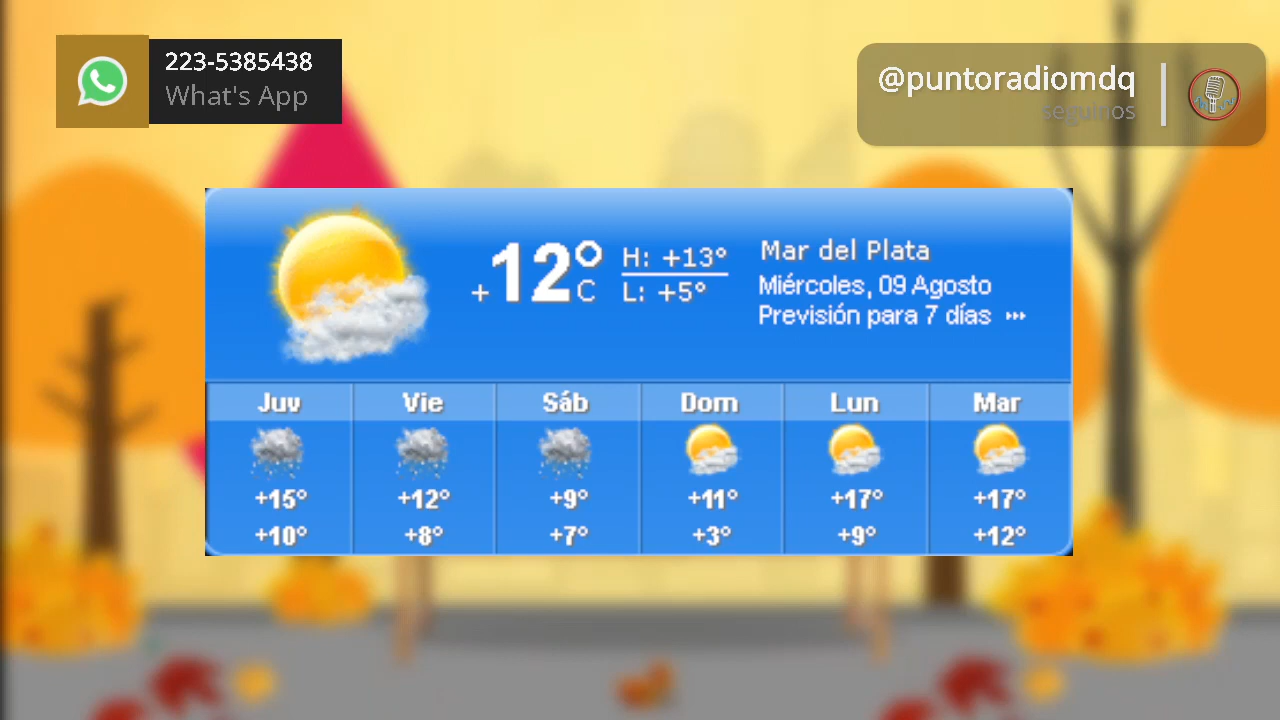 223-5385438
What's App
@puntoradiomdq
seguinos
+12°C
H: +13°
L: +5°
Mar del Plata
Miércoles, 09 Agosto
Previsión para 7 días
Juv Vie Sáb Dom Lun Mar
+15° +12° +9° +11° +17° +17°
+10° +8° +7° +3° +9° +12°